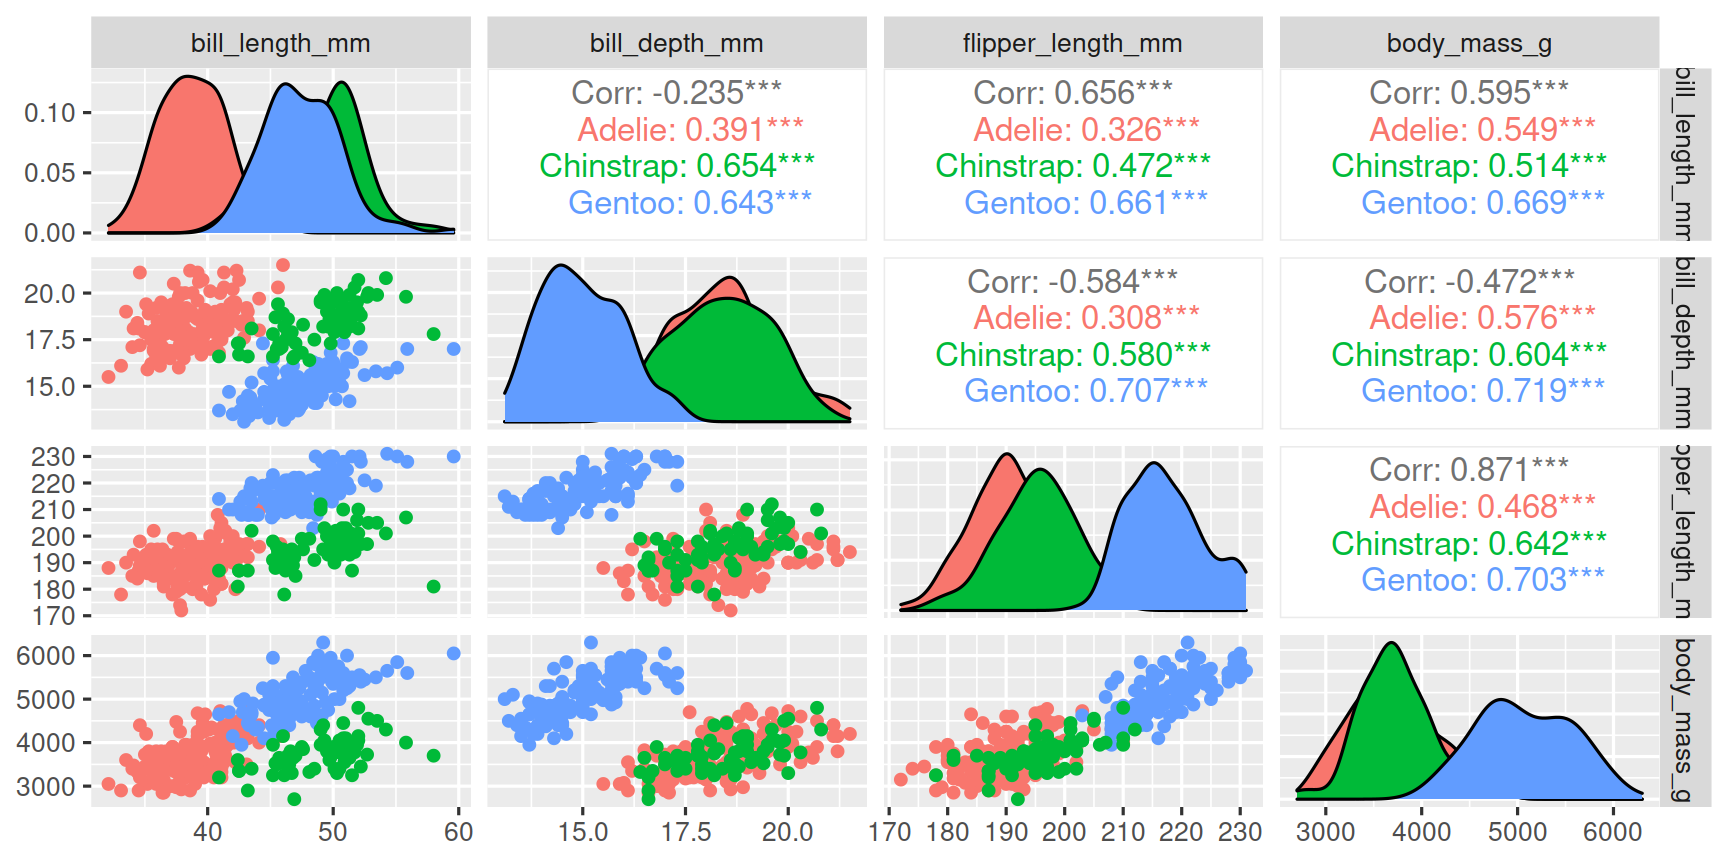 bill_length_mm bill_depth_mm flipper_length_mm body_mass_g
0.10
0.05
0.00
Corr: -0.235***
Adelie: 0.391***
Chinstrap: 0.654***
Gentoo: 0.643***
Corr: 0.656***
Adelie: 0.326***
Chinstrap: 0.472***
Gentoo: 0.661***
Corr: 0.595***
Adelie: 0.549***
Chinstrap: 0.514***
Gentoo: 0.669***
bill_length_mm
20.0
17.5
15.0
Corr: -0.584***
Adelie: 0.308***
Chinstrap: 0.580***
Gentoo: 0.707***
Corr: -0.472***
Adelie: 0.576***
Chinstrap: 0.604***
Gentoo: 0.719***
bill_depth_mm
230
220
210
200
190
180
170
Corr: 0.871***
Adelie: 0.468***
Chinstrap: 0.642***
Gentoo: 0.703***
pper_length_m
6000
5000
4000
3000
body_mass_g
40 50 60 15.0 17.5 20.0 170 180 190 200 210 220 230 3000 4000 5000 6000